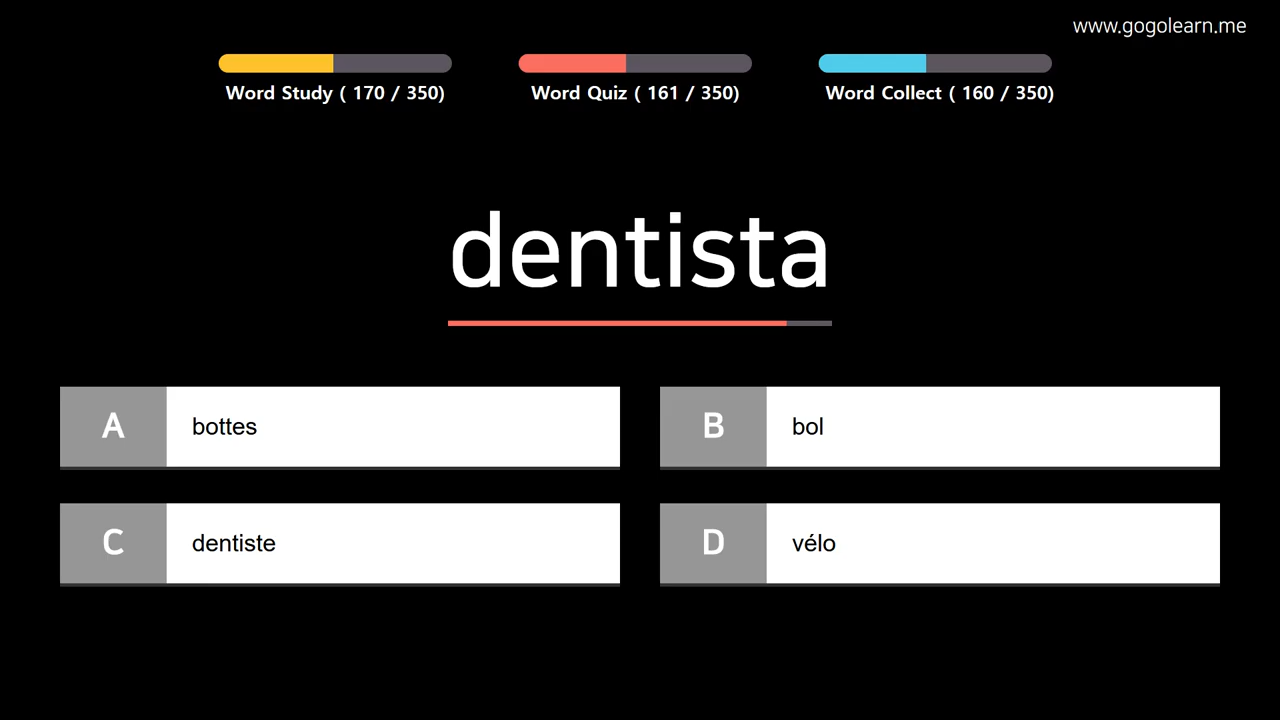 www.gogolearn.me
Word Study ( 170 / 350)
Word Quiz ( 161 / 350)
Word Collect ( 160 / 350)
dentista
A
bottes
B
bol
C
dentiste
D
vélo